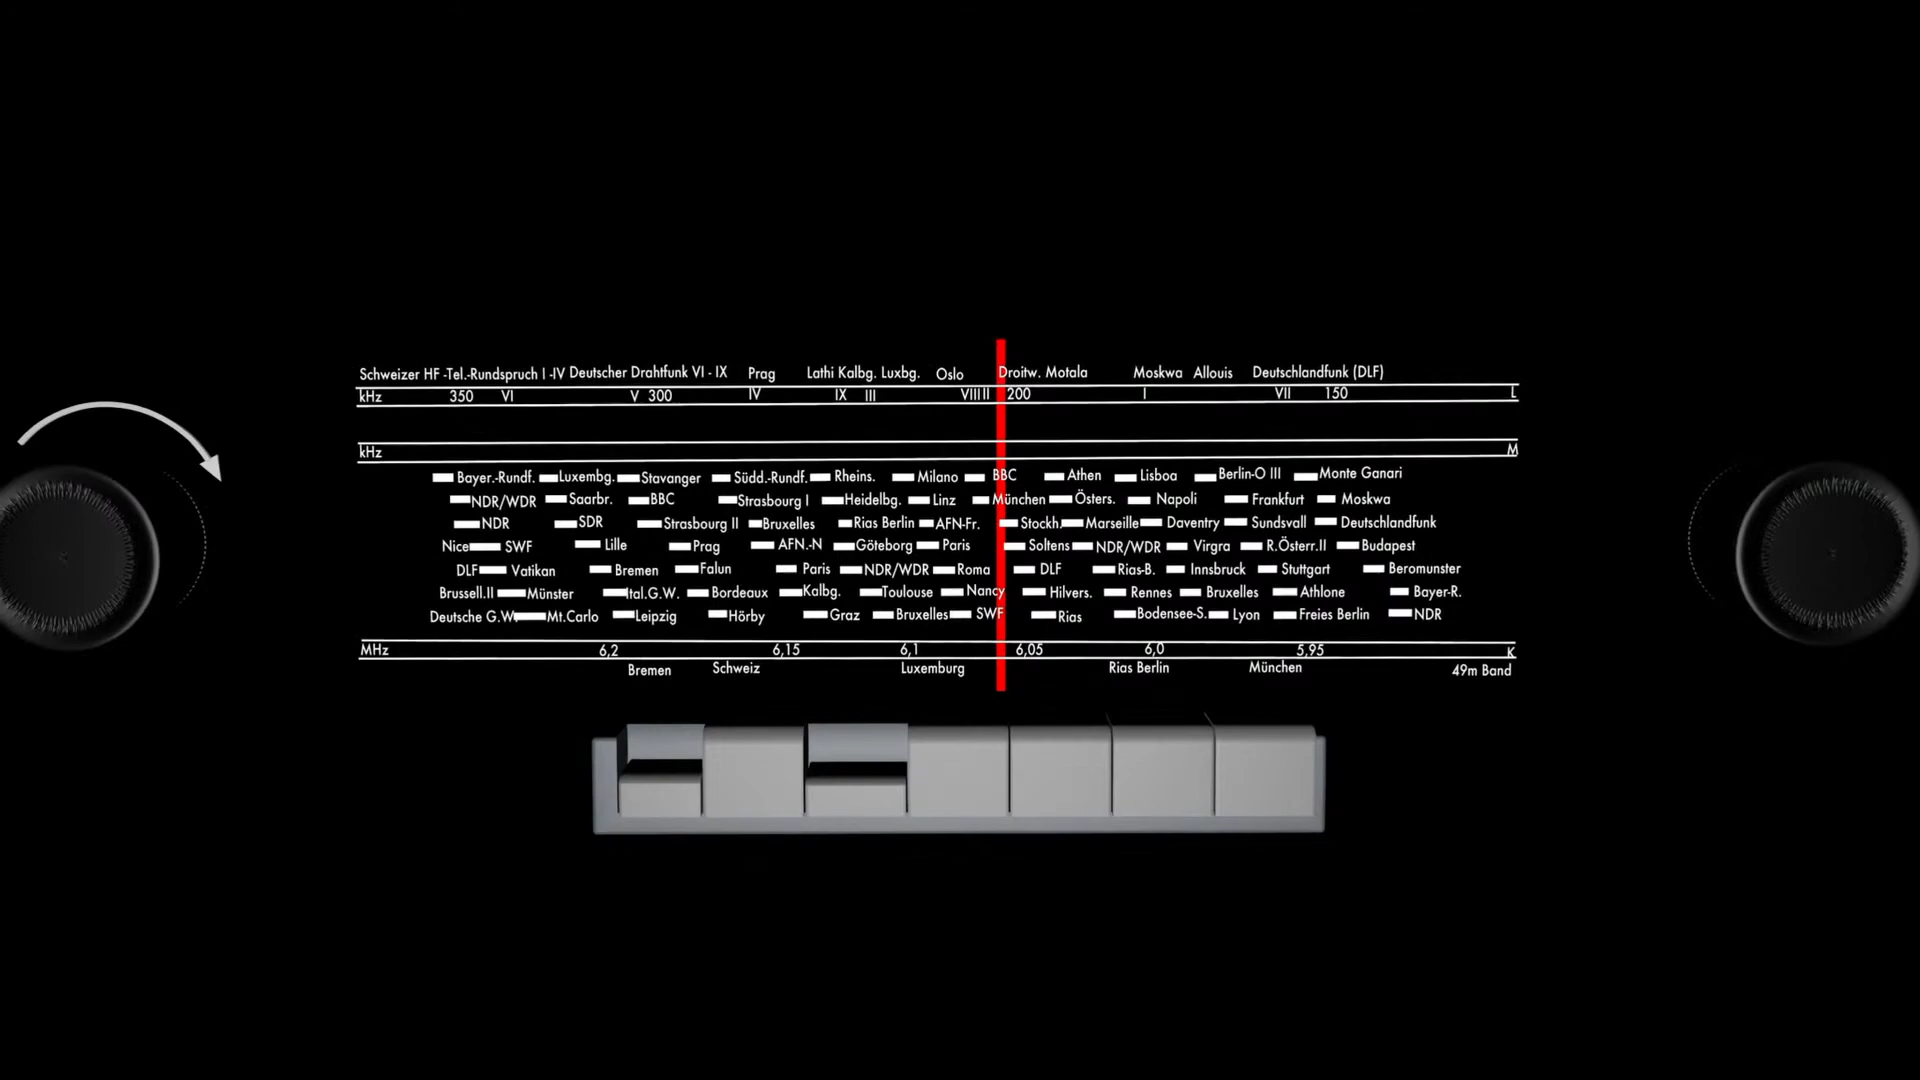 Schweizer HF -Tel.-Rundspruch I -IV Deutscher Drahtfunk VI - IX Prag Lathi Kalbg. Luxbg. Oslo Droitw. Motala Moskwa Allouis Deutschlandfunk (DLF)
kHz 350 VI V 300 IV IX III VIII II 200 I VII 150 L
kHz M
Bayer.-Rundf. Luxembg. Stavanger Südd.-Rundf. Rheins. Milano BBC Athen Lisboa Berlin-O III Monte Ganari
NDR/WDR Saarbr. BBC Strasbourg I Heidelbg. Linz München Östers. Napoli Frankfurt Moskwa
NDR SDR Strasbourg II Bruxelles Rias Berlin AFN-Fr. Stockh. Marseille Daventry Sundsvall Deutschlandfunk
Nice SWF Lille Prag AFN.-N Göteborg Paris Soltens NDR/WDR Virgra R.Österr.II Budapest
DLF Vatikan Bremen Falun Paris NDR/WDR Roma DLF Rias-B. Innsbruck Stuttgart Beromunster
Brussell.II Münster Ital.G.W. Bordeaux Kalbg. Toulouse Nancy Hilvers. Rennes Bruxelles Athlone Bayer-R.
Deutsche G.W. Mt.Carlo Leipzig Hörby Graz Bruxelles SWF Rias Bodensee-S. Lyon Freies Berlin NDR
MHz 6,2 6,15 6,1 6,05 6,0 5,95 K
Bremen Schweiz Luxemburg Rias Berlin München 49m Band